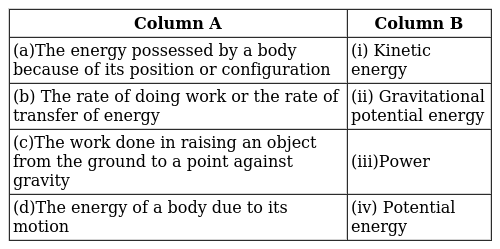 Column A
Column B
(a)The energy possessed by a body
because of its position or configuration
(i) Kinetic
energy
(b) The rate of doing work or the rate of
transfer of energy
(ii) Gravitational
potential energy
(c)The work done in raising an object
from the ground to a point against
gravity
(iii)Power
(d)The energy of a body due to its
motion
(iv) Potential
energy